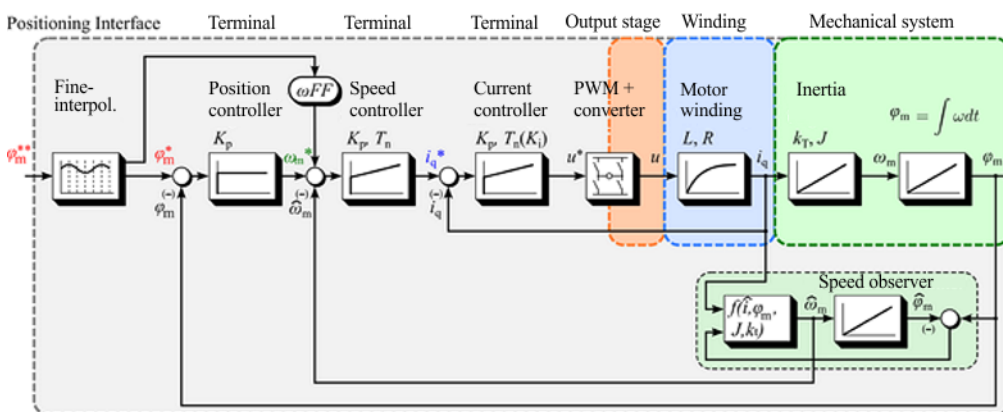 Positioning Interface
Terminal
Terminal
Terminal
Output stage
Winding
Mechanical system
Fine-
interpol.
ωFF
Position
controller
Speed
controller
Current
controller
PWM +
converter
Motor
winding
Inertia
φm = ∫ ωdt
Kp
Kp, Tn
Kp, Tn(Ki)
L, R
kT, J
φm**
φm*
ωm*
iq*
u*
u
iq
ωm
φm
(-)
φm
(-)
ω̂m
(-)
iq
Speed observer
f(î,φm,
J,kt)
ω̂m
φ̂m
(-)